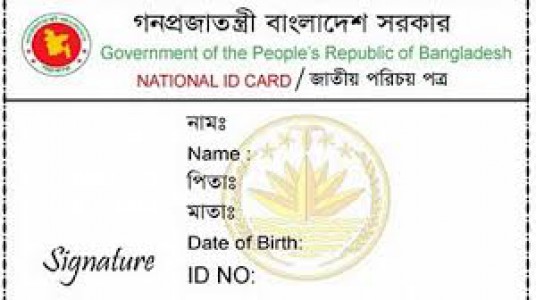 গনপ্রজাতন্ত্রী বাংলাদেশ সরকার
Government of the People's Republic of Bangladesh
NATIONAL ID CARD / জাতীয় পরিচয় পত্র
নামঃ
Name :
পিতাঃ
মাতাঃ
Date of Birth:
Signature
ID NO: